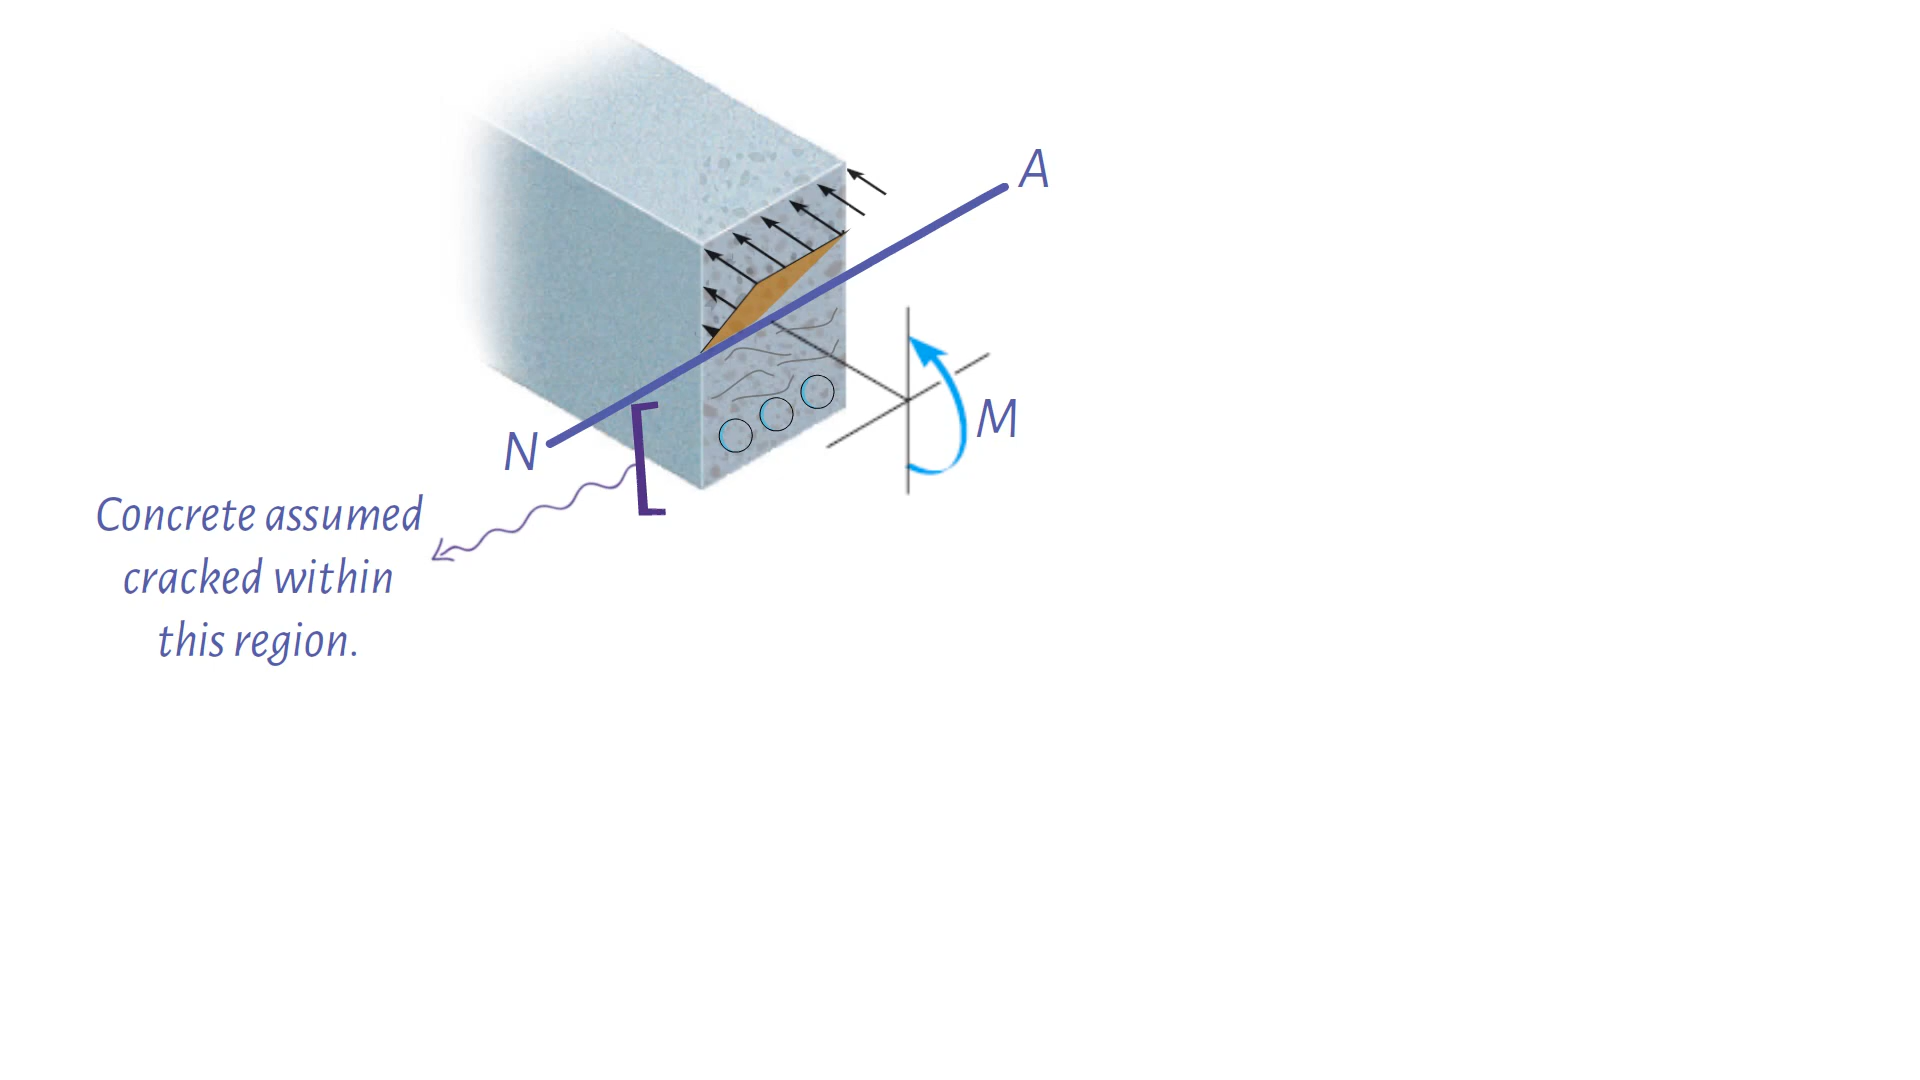 A
M
N
Concrete assumed
cracked within
this region.